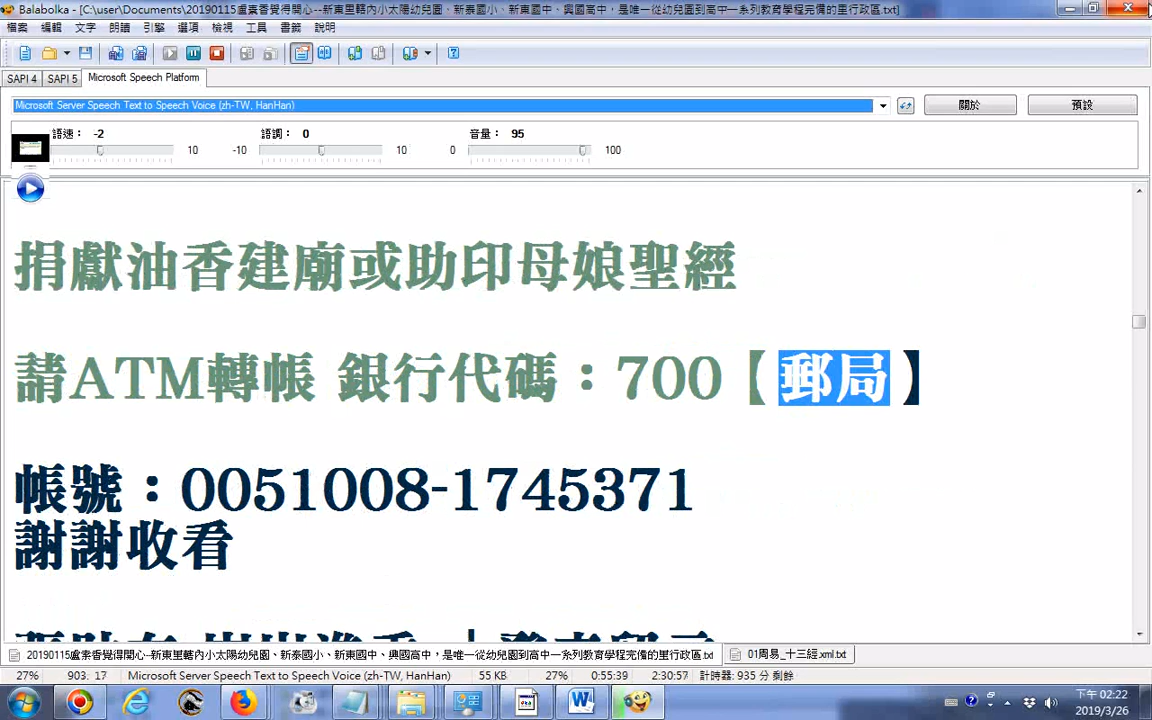 Balabolka - [C:\user\Documents\20190115盧素香覺得開心--新東里轄內小太陽幼兒園、新泰國小、新東國中、興國高中，是唯一從幼兒園到高中一系列教育學程完備的里行政區.txt]
檔案 編輯 文字 朗讀 引擎 選項 檢視 工具 書籤 說明
SAPI 4 SAPI 5 Microsoft Speech Platform
Microsoft Server Speech Text to Speech Voice (zh-TW, HanHan) 關於 預設
語速： -2 語調： 0 音量： 95
10 -10 10 0 100
捐獻油香建廟或助印母娘聖經
請ATM轉帳 銀行代碼：700【郵局】
帳號：0051008-1745371
謝謝收看
20190115盧素香覺得開心--新東里轄內小太陽幼兒園、新泰國小、新東國中、興國高中，是唯一從幼兒園到高中一系列教育學程完備的里行政區.txt 01周易_十三經.xml.txt
27% 903: 17 Microsoft Server Speech Text to Speech Voice (zh-TW, HanHan) 55 KB 27% 0:55:39 2:30:57 計時器: 935 分 剩餘
下午 02:22
2019/3/26